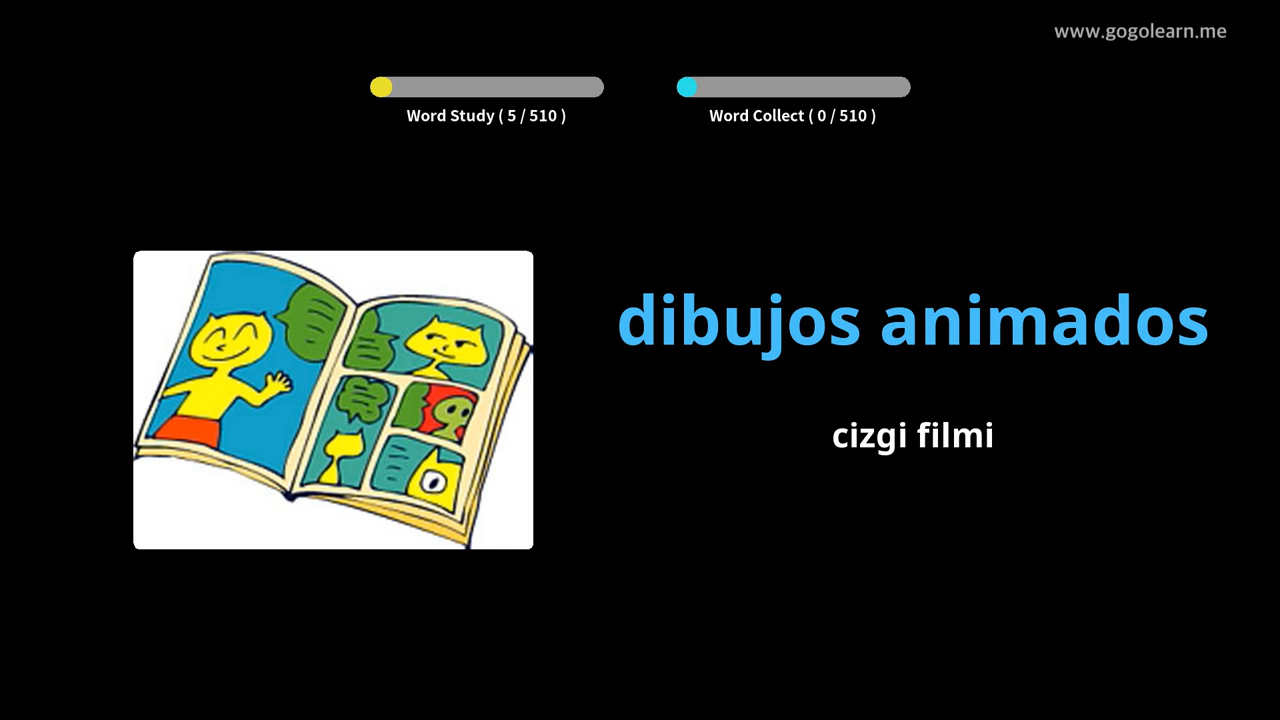 www.gogolearn.me
Word Study ( 5 / 510 )
Word Collect ( 0 / 510 )
dibujos animados
cizgi filmi